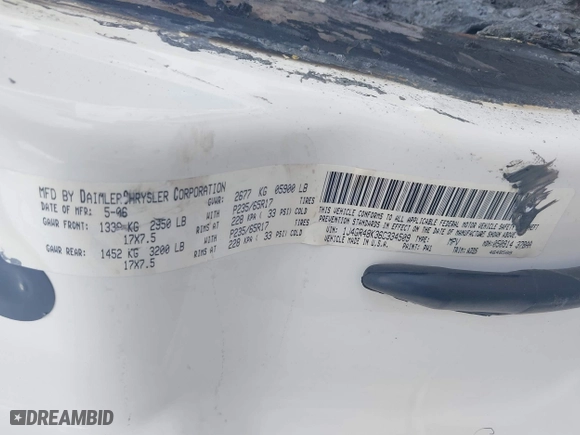 MFD BY DAIMLERCHRYSLER CORPORATION
DATE OF MFR: 5-06
GVWR: 2677 KG 05900 LB
GAWR FRONT: 1338 KG 2950 LB
WITH P235/65R17 TIRES
17X7.5 RIMS AT 228 KPA ( 33 PSI COLD
GAWR REAR: 1452 KG 3200 LB
WITH P235/65R17 TIRES
17X7.5 RIMS AT 228 KPA ( 33 PSI COLD
THIS VEHICLE CONFORMS TO ALL APPLICABLE FEDERAL MOTOR VEHICLE SAFETY
PREVENTION STANDARDS IN EFFECT ON THE DATE OF MANUFACTURE SHOWN ABOVE.
VIN: TYPE: MPV
VEHICLE MADE IN U.S.A. PAINT: PW1 TRIM:
DREAMBID